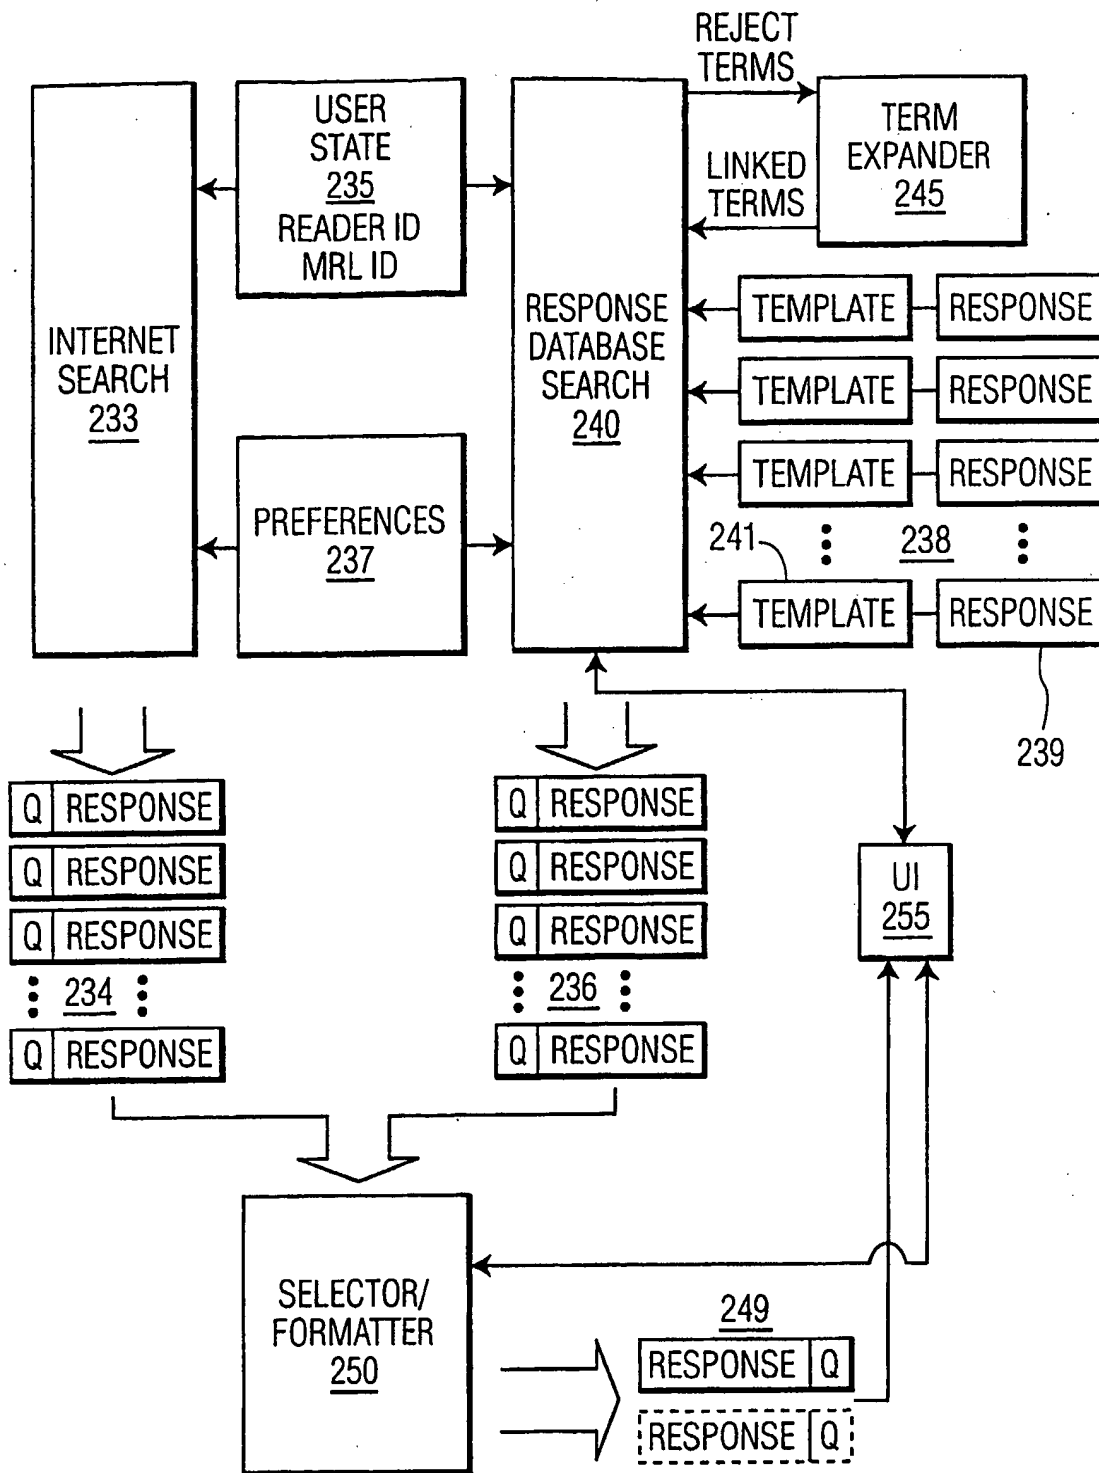 REJECT
TERMS
USER
STATE
235
READER ID
MRL ID
TERM
EXPANDER
245
LINKED
TERMS
INTERNET
SEARCH
233
RESPONSE
DATABASE
SEARCH
240
TEMPLATE
RESPONSE
TEMPLATE
RESPONSE
TEMPLATE
RESPONSE
PREFERENCES
237
241
238
TEMPLATE
RESPONSE
239
Q RESPONSE
Q RESPONSE
Q RESPONSE
234
Q RESPONSE
Q RESPONSE
Q RESPONSE
Q RESPONSE
236
Q RESPONSE
UI
255
SELECTOR/
FORMATTER
250
249
RESPONSE Q
RESPONSE Q